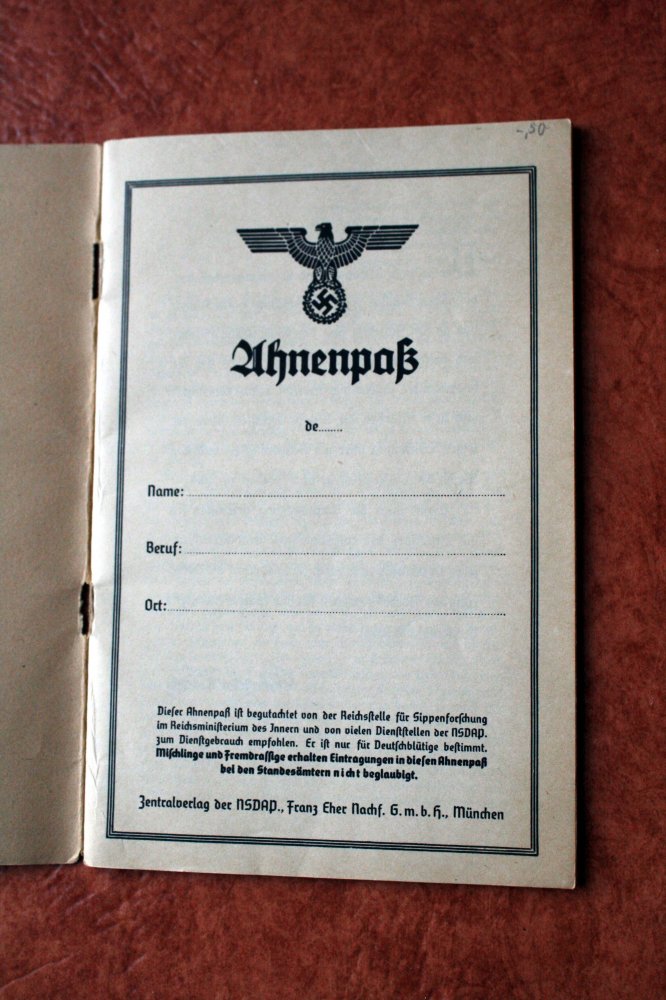 -,50
Ahnenpaß
de........
Name:
Beruf:
Ort:
Dieser Ahnenpaß ist begutachtet von der Reichsstelle für Sippenforschung
im Reichsministerium des Innern und von vielen Dienststellen der NSDAP.
zum Dienstgebrauch empfohlen. Er ist nur für Deutschblütige bestimmt.
Mischlinge und Fremdrassige erhalten Eintragungen in diesen Ahnenpaß
bei den Standesämtern nicht beglaubigt.
Zentralverlag der NSDAP., Franz Eher Nachf. G. m. b. H., München